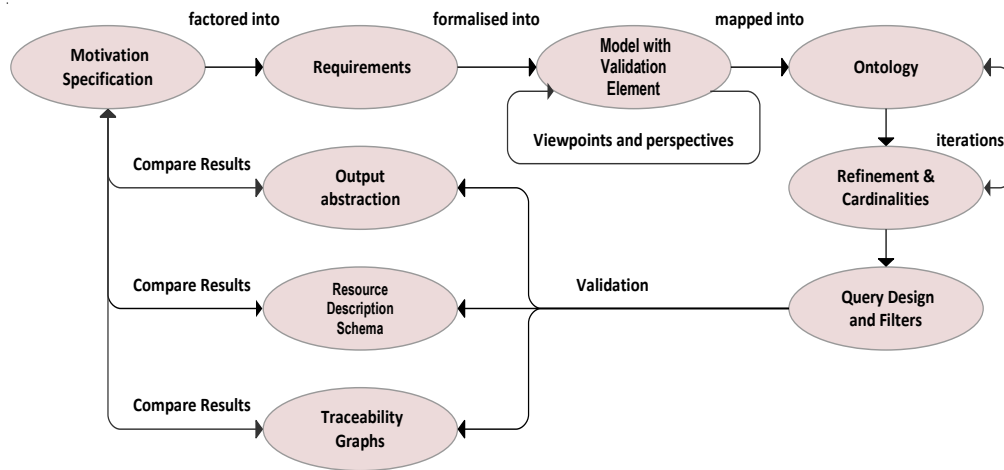 factored into
formalised into
mapped into
Motivation
Specification
Requirements
Model with
Validation
Element
Ontology
Viewpoints and perspectives
iterations
Compare Results
Output
abstraction
Refinement &
Cardinalities
Compare Results
Resource
Description
Schema
Validation
Query Design
and Filters
Compare Results
Traceability
Graphs